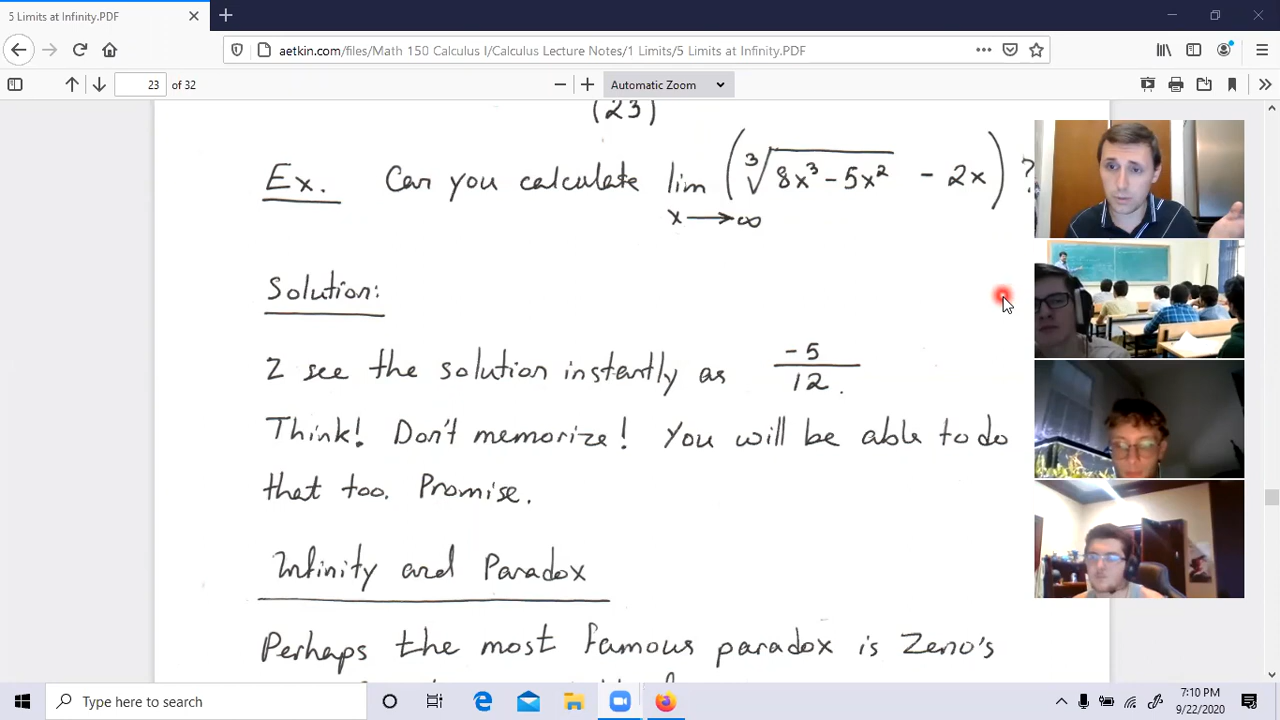 5 Limits at Infinity.PDF
aetkin.com/files/Math 150 Calculus I/Calculus Lecture Notes/1 Limits/5 Limits at Infinity.PDF
23 of 32
Automatic Zoom
(23)
Ex. Can you calculate lim x→∞ (∛(8x³ - 5x²) - 2x) ?
Solution:
I see the solution instantly as -5/12.
Think! Don't memorize! You will be able to do
that too. Promise.
Infinity and Paradox
Perhaps the most famous paradox is Zeno's
Type here to search
7:10 PM
9/22/2020